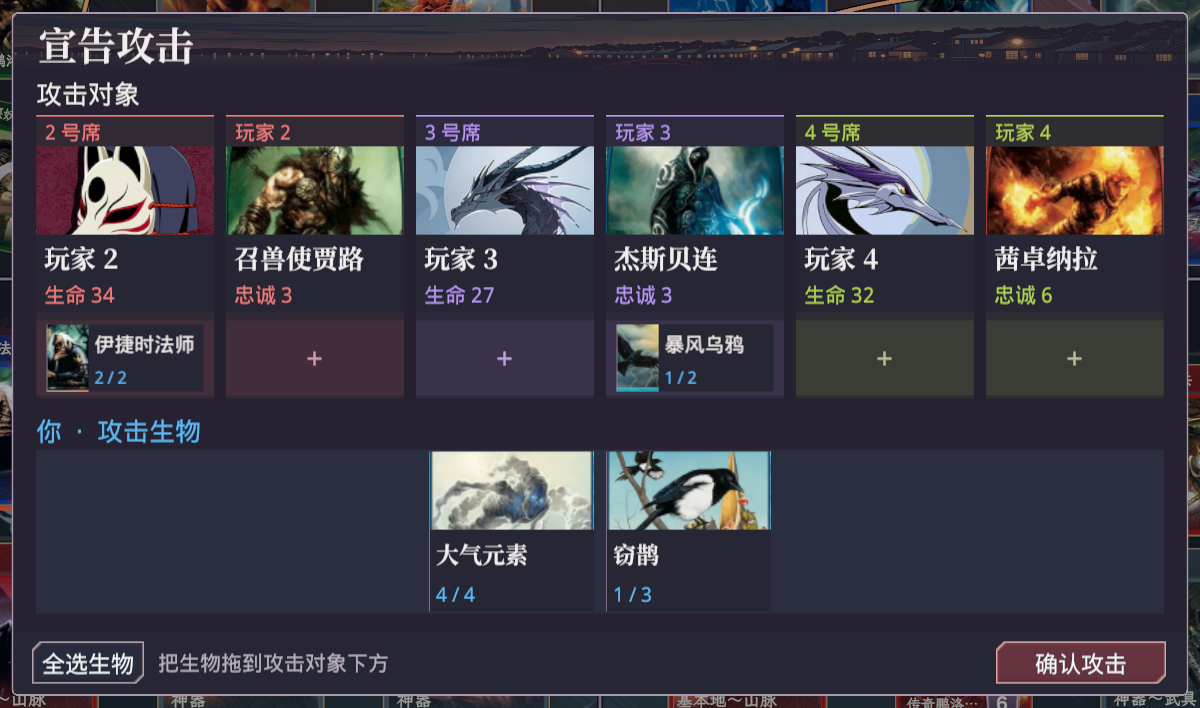 宣告攻击
攻击对象
2 号席
玩家 2
3 号席
玩家 3
4 号席
玩家 4
玩家 2
召兽使贾路
玩家 3
杰斯贝连
玩家 4
茜卓纳拉
生命 34
忠诚 3
生命 27
忠诚 3
生命 32
忠诚 6
伊捷时法师
2 / 2
+
+
暴风乌鸦
1 / 2
+
+
你 · 攻击生物
大气元素
4 / 4
窃鹊
1 / 3
全选生物
把生物拖到攻击对象下方
确认攻击
~山脉
神器
神器
基本地～山脉
传奇鹏洛…
6
神器～武具